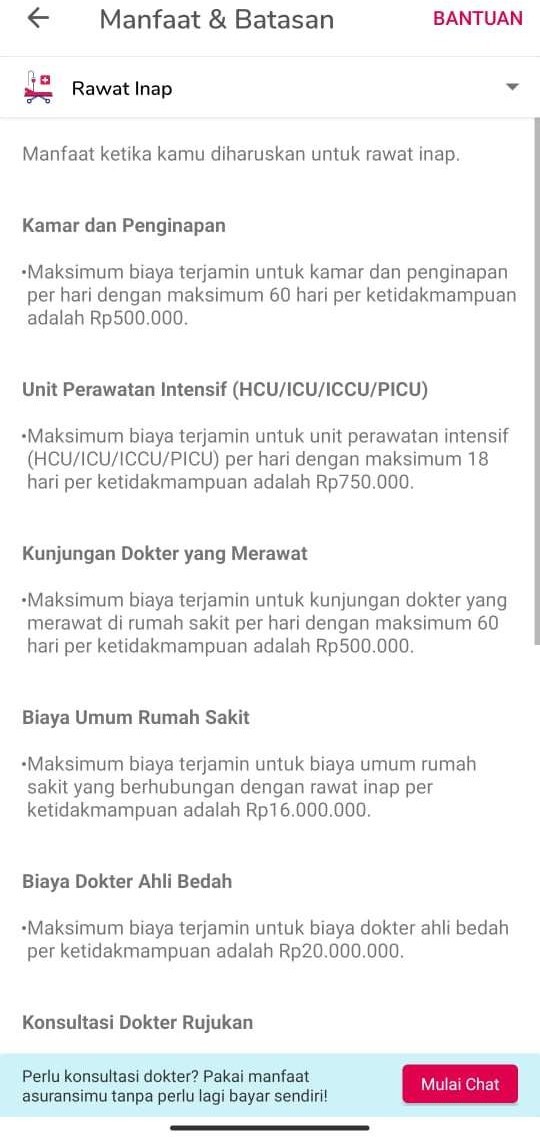 Manfaat & Batasan
BANTUAN
Rawat Inap
Manfaat ketika kamu diharuskan untuk rawat inap.
Kamar dan Penginapan
•Maksimum biaya terjamin untuk kamar dan penginapan
per hari dengan maksimum 60 hari per ketidakmampuan
adalah Rp500.000.
Unit Perawatan Intensif (HCU/ICU/ICCU/PICU)
•Maksimum biaya terjamin untuk unit perawatan intensif
(HCU/ICU/ICCU/PICU) per hari dengan maksimum 18
hari per ketidakmampuan adalah Rp750.000.
Kunjungan Dokter yang Merawat
•Maksimum biaya terjamin untuk kunjungan dokter yang
merawat di rumah sakit per hari dengan maksimum 60
hari per ketidakmampuan adalah Rp500.000.
Biaya Umum Rumah Sakit
•Maksimum biaya terjamin untuk biaya umum rumah
sakit yang berhubungan dengan rawat inap per
ketidakmampuan adalah Rp16.000.000.
Biaya Dokter Ahli Bedah
•Maksimum biaya terjamin untuk biaya dokter ahli bedah
per ketidakmampuan adalah Rp20.000.000.
Konsultasi Dokter Rujukan
Perlu konsultasi dokter? Pakai manfaat
asuransimu tanpa perlu lagi bayar sendiri!
Mulai Chat